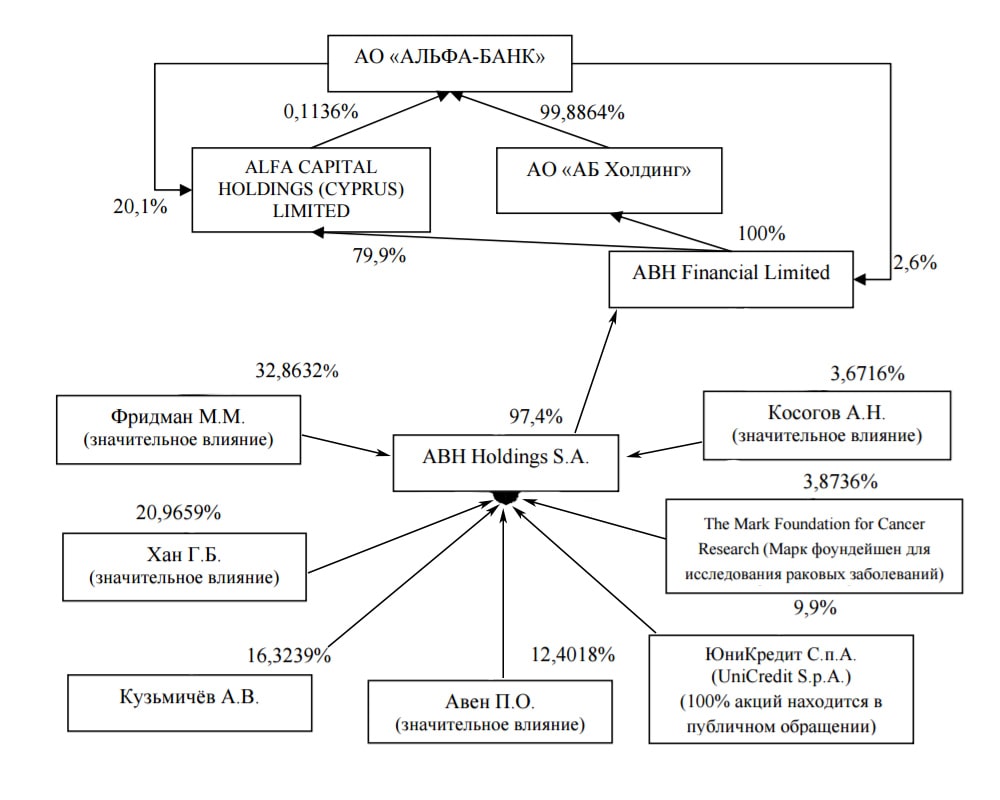 АО «АЛЬФА-БАНК»
0,1136%
99,8864%
ALFA CAPITAL
HOLDINGS (CYPRUS)
LIMITED
АО «АБ Холдинг»
20,1%
79,9%
100%
ABH Financial Limited
2,6%
32,8632%
3,6716%
Фридман М.М.
(значительное влияние)
97,4%
ABH Holdings S.A.
Косогов А.Н.
(значительное влияние)
20,9659%
3,8736%
Хан Г.Б.
(значительное влияние)
The Mark Foundation for Cancer
Research (Марк фоундейшен для
исследования раковых заболеваний)
9,9%
16,3239%
12,4018%
Кузьмичёв А.В.
Авен П.О.
(значительное влияние)
ЮниКредит С.п.А.
(UniCredit S.p.A.)
(100% акций находится в
публичном обращении)